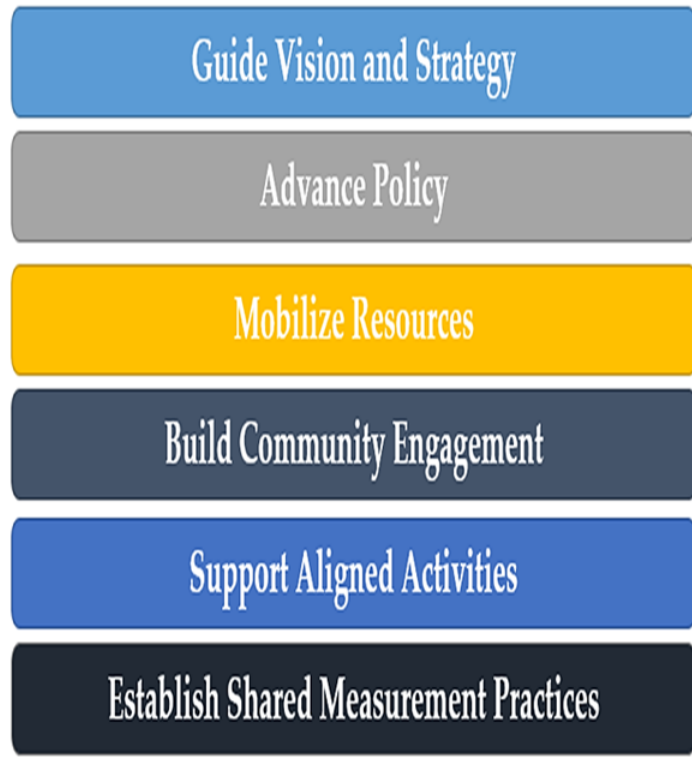 Guide Vision and Strategy
Advance Policy
Mobilize Resources
Build Community Engagement
Support Aligned Activities
Establish Shared Measurement Practices